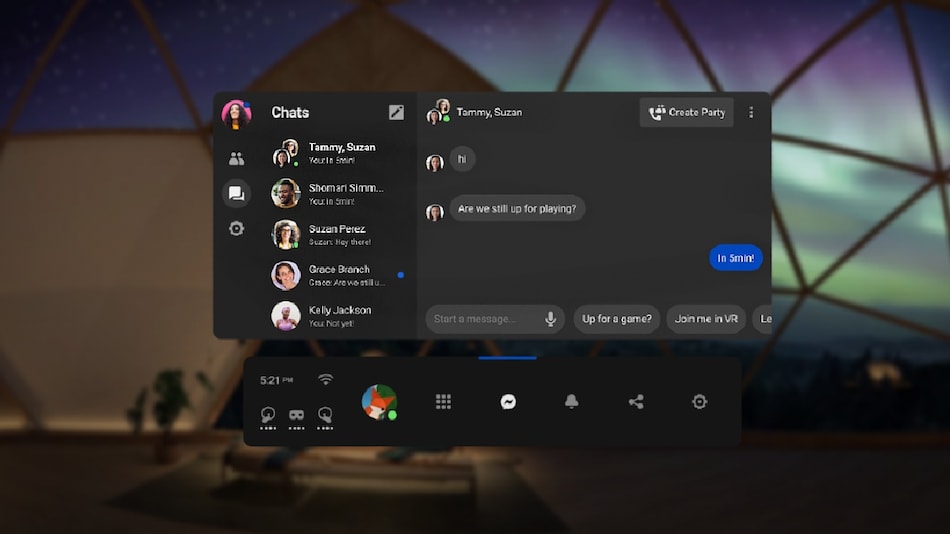 Chats
Tammy, Suzan
You: In 5min!
Shomari Simm...
You: In 5min!
Suzan Perez
Suzan: Hey there!
Grace Branch
Grace: Are we still u...
Kelly Jackson
You: Not yet!
Tammy, Suzan
Create Party
hi
Are we still up for playing?
In 5min!
Start a message...
Up for a game?
Join me in VR
Le
5:21 PM